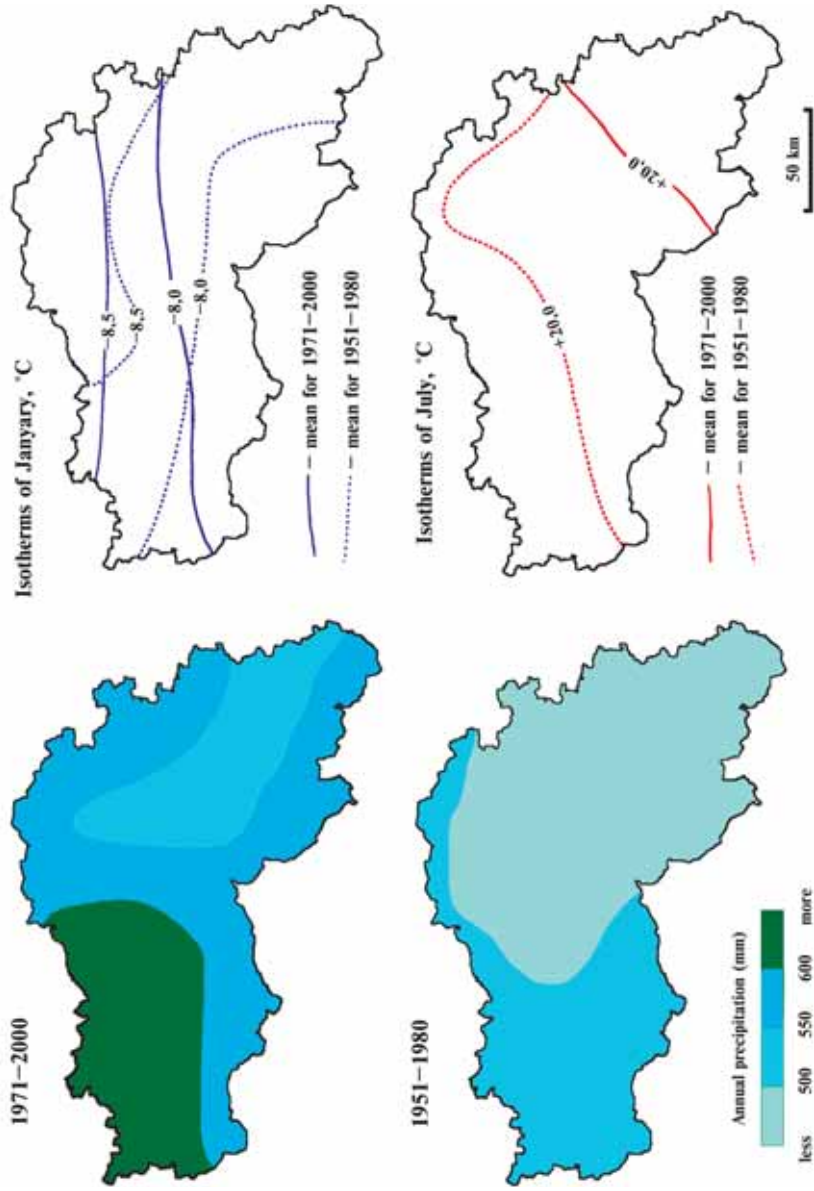 1971–2000
Isotherms of Janyary, °C
–8.5
–8.5
–8.0
–8.0
– mean for 1971–2000
– mean for 1951–1980
1951–1980
Annual precipitation (mm)
less 500 550 600 more
Isotherms of July, °C
+20.0
+20.0
– mean for 1971–2000
– mean for 1951–1980
50 km